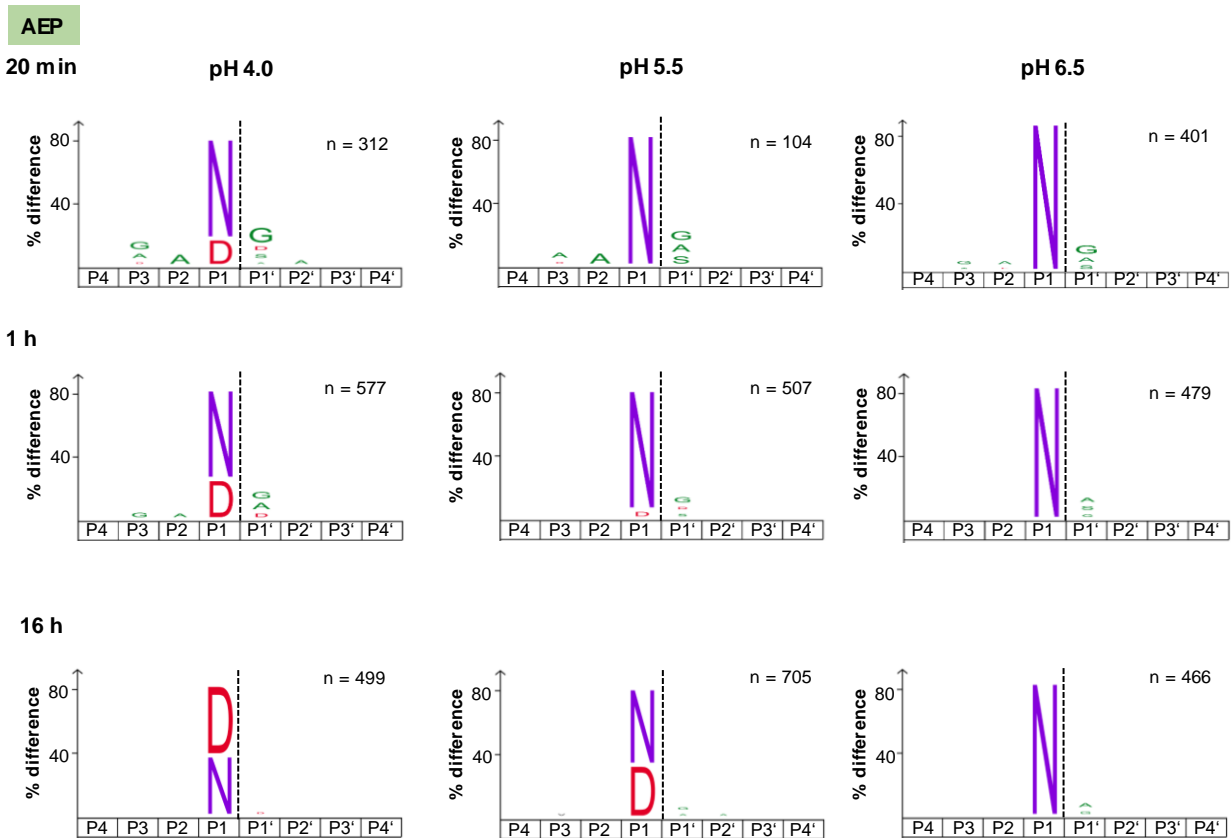 AEP
20 min
pH 4.0 pH 5.5 pH 6.5
% difference 80 40 N D G A G D S A A n = 312
P4 P3 P2 P1 P1‘ P2‘ P3‘ P4‘
% difference 80 40 A A N G A S n = 104
P4 P3 P2 P1 P1‘ P2‘ P3‘ P4‘
% difference 80 40 G A N G A S n = 401
P4 P3 P2 P1 P1‘ P2‘ P3‘ P4‘
1 h
% difference 80 40 G A N D G A D n = 577
P4 P3 P2 P1 P1‘ P2‘ P3‘ P4‘
% difference 80 40 N D G D S n = 507
P4 P3 P2 P1 P1‘ P2‘ P3‘ P4‘
% difference 80 40 N A S G n = 479
P4 P3 P2 P1 P1‘ P2‘ P3‘ P4‘
16 h
% difference 80 40 D N n = 499
P4 P3 P2 P1 P1‘ P2‘ P3‘ P4‘
% difference 80 40 N D G n = 705
P4 P3 P2 P1 P1‘ P2‘ P3‘ P4‘
% difference 80 40 N A G n = 466
P4 P3 P2 P1 P1‘ P2‘ P3‘ P4‘